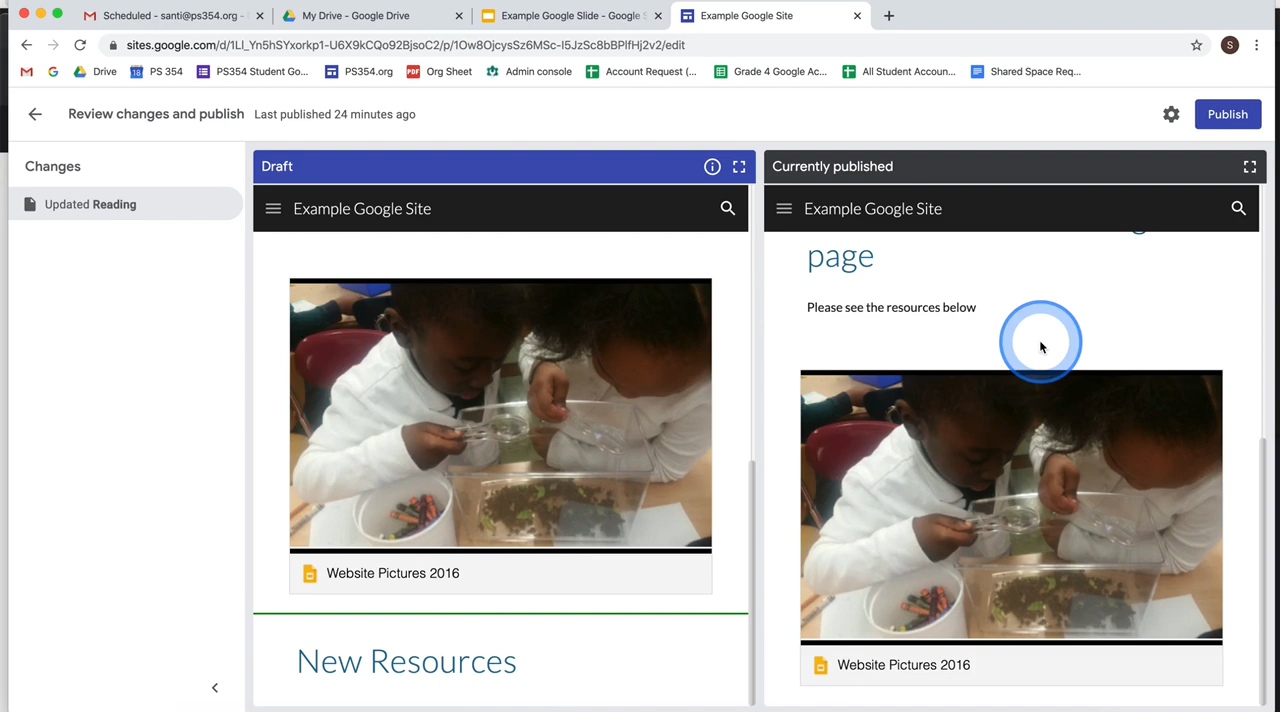 Scheduled - santi@ps354.org -
My Drive - Google Drive
Example Google Slide - Google S
Example Google Site
sites.google.com/d/1Ll_Yn5hSYxorkp1-U6X9kCQo92BjsoC2/p/1Ow8OjcysSz6MSc-I5JzSc8bBPlfHj2v2/edit
S
Drive
18
PS 354
PS354 Student Go...
PS354.org
PDF
Org Sheet
Admin console
Account Request (...
Grade 4 Google Ac...
All Student Accoun...
Shared Space Req...
Review changes and publish
Last published 24 minutes ago
Publish
Changes
Updated Reading
Draft
Example Google Site
Website Pictures 2016
New Resources
Currently published
Example Google Site
page
Please see the resources below
Website Pictures 2016